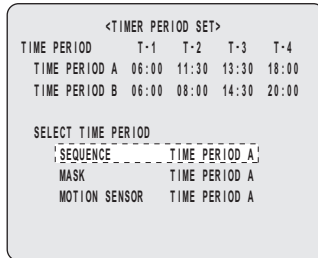 <TIMER PERIOD SET>
TIME PERIOD T-1 T-2 T-3 T-4
TIME PERIOD A 06:00 11:30 13:30 18:00
TIME PERIOD B 06:00 08:00 14:30 20:00
SELECT TIME PERIOD
SEQUENCE TIME PERIOD A
MASK TIME PERIOD A
MOTION SENSOR TIME PERIOD A